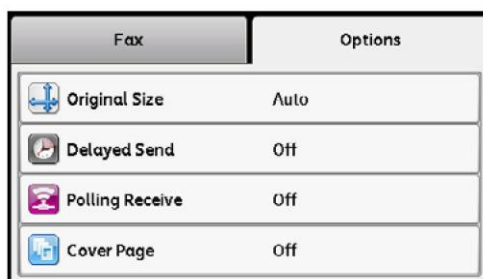 Fax Options
Original Size Auto
Delayed Send Off
Polling Receive Off
Cover Page Off